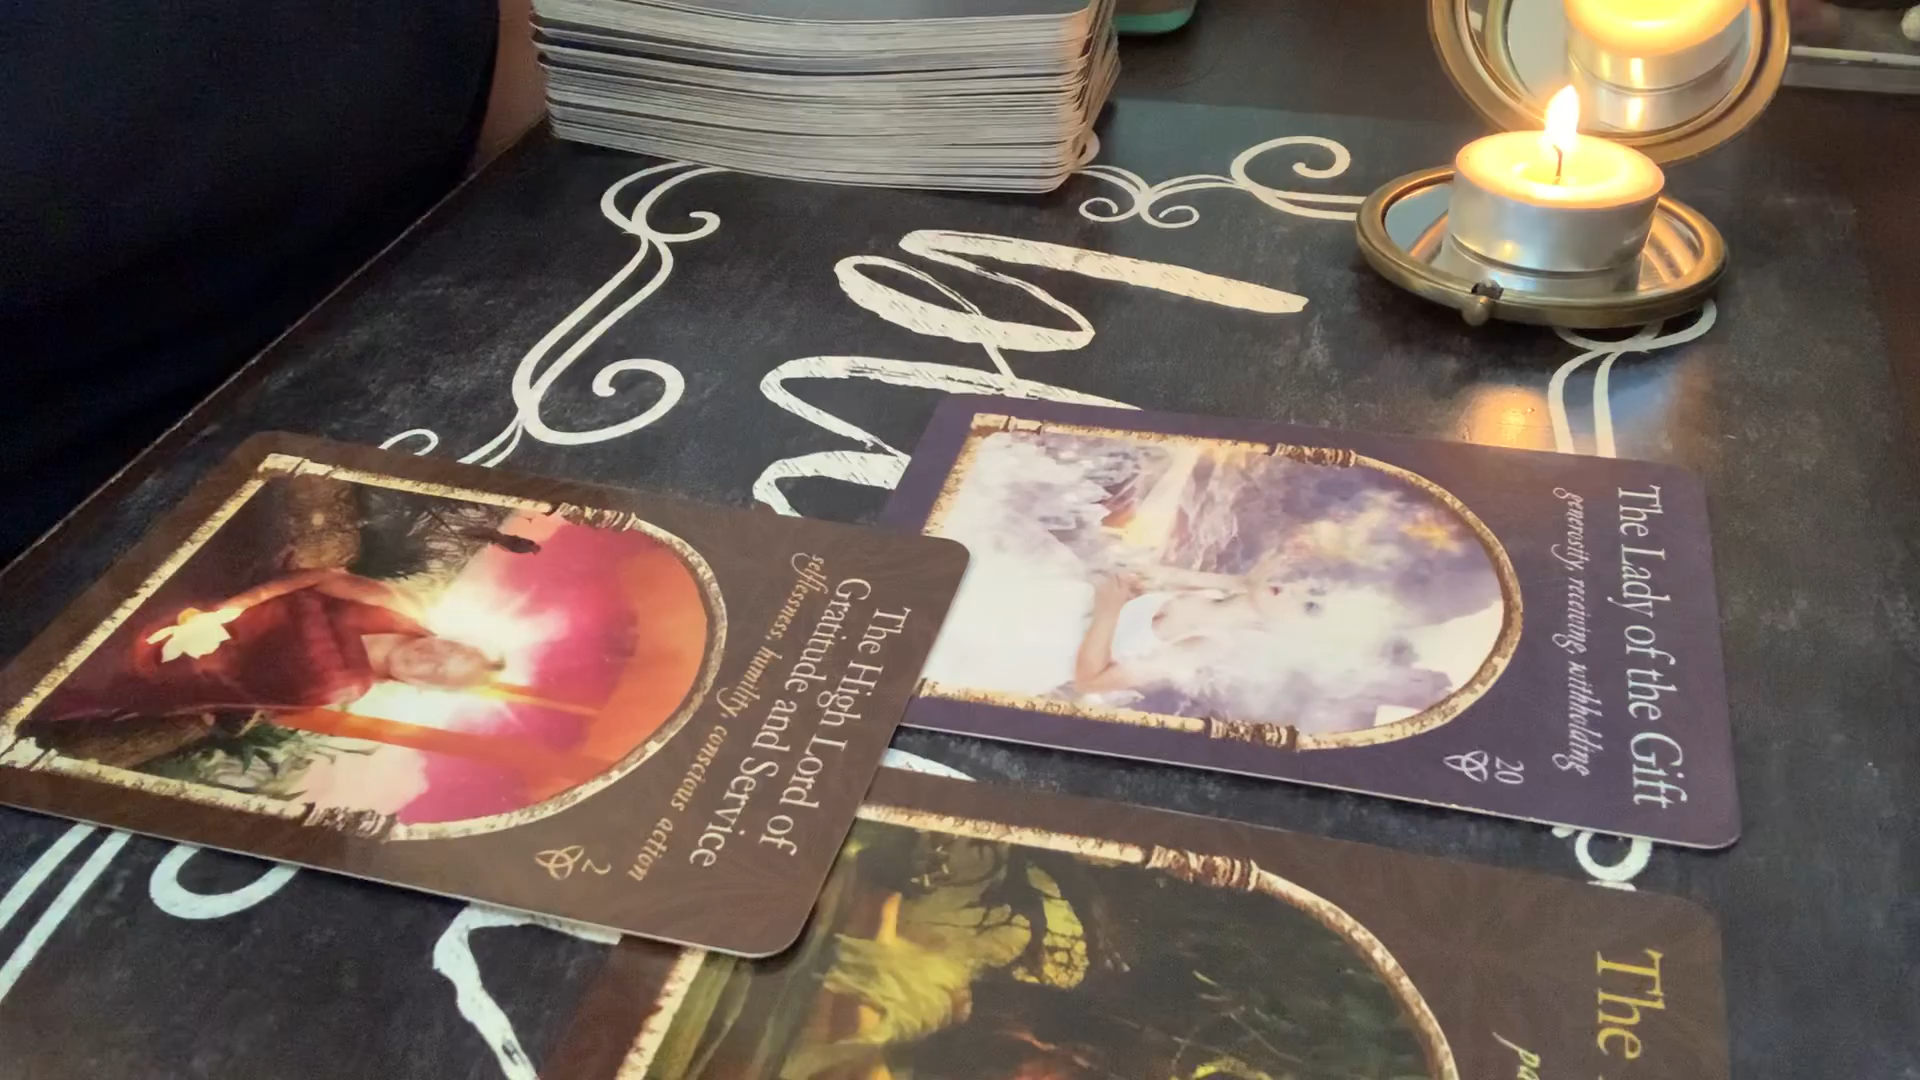 The Lady of the Gift
generosity, receiving, withholding
20
The High Lord of
Gratitude and Service
selflessness, humility, conscious action
2
The
pa